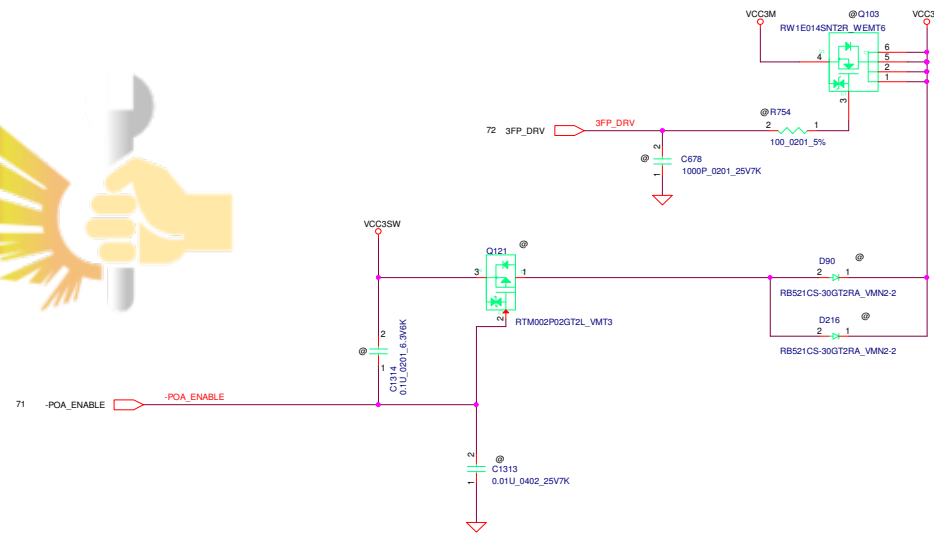 VCC3M
@ Q103
VCC3
RW1E014SNT2R_WEMT6
4
6
5
2
1
3
@ R754
72 3FP_DRV
3FP_DRV
2
1
100_0201_5%
2
@
1
C678
1000P_0201_25V7K
VCC3SW
Q121
@
3
1
2
RTM002P02GT2L_VMT3
D90
@
2
1
RB521CS-30GT2RA_VMN2-2
D216
@
2
1
RB521CS-30GT2RA_VMN2-2
2
@
1
C1314
0.1U_0201_6.3V6K
71 -POA_ENABLE
-POA_ENABLE
2
@
1
C1313
0.01U_0402_25V7K